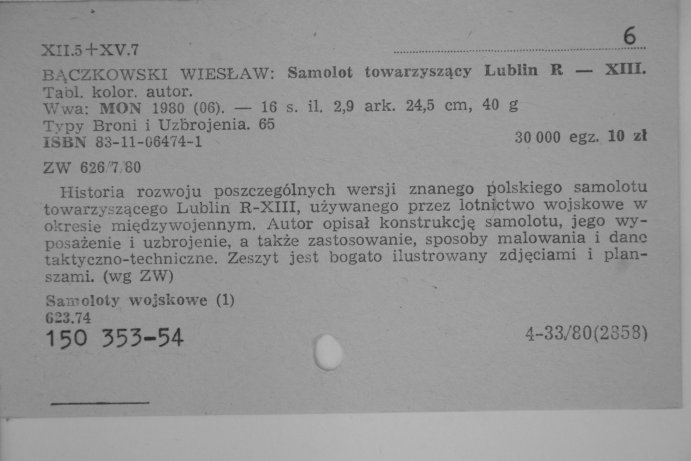 6
XII.5+XV.7
BĄCZKOWSKI WIESŁAW: Samolot towarzyszący Lublin R — XIII.
Tabl. kolor. autor.
Wwa: MON 1980 (06). — 16 s. il. 2,9 ark. 24,5 cm, 40 g
Typy Broni i Uzbrojenia. 65
ISBN 83-11-06474-1 30 000 egz. 10 zł
ZW 626/7/80
Historia rozwoju poszczególnych wersji znanego polskiego samolotu
towarzyszącego Lublin R-XIII, używanego przez lotnictwo wojskowe w
okresie międzywojennym. Autor opisał konstrukcję samolotu, jego wy-
posażenie i uzbrojenie, a także zastosowanie, sposoby malowania i dane
taktyczno-techniczne. Zeszyt jest bogato ilustrowany zdjęciami i plan-
szami. (wg ZW)
Samoloty wojskowe (1)
623.74
150 353-54 4-33/80(2858)